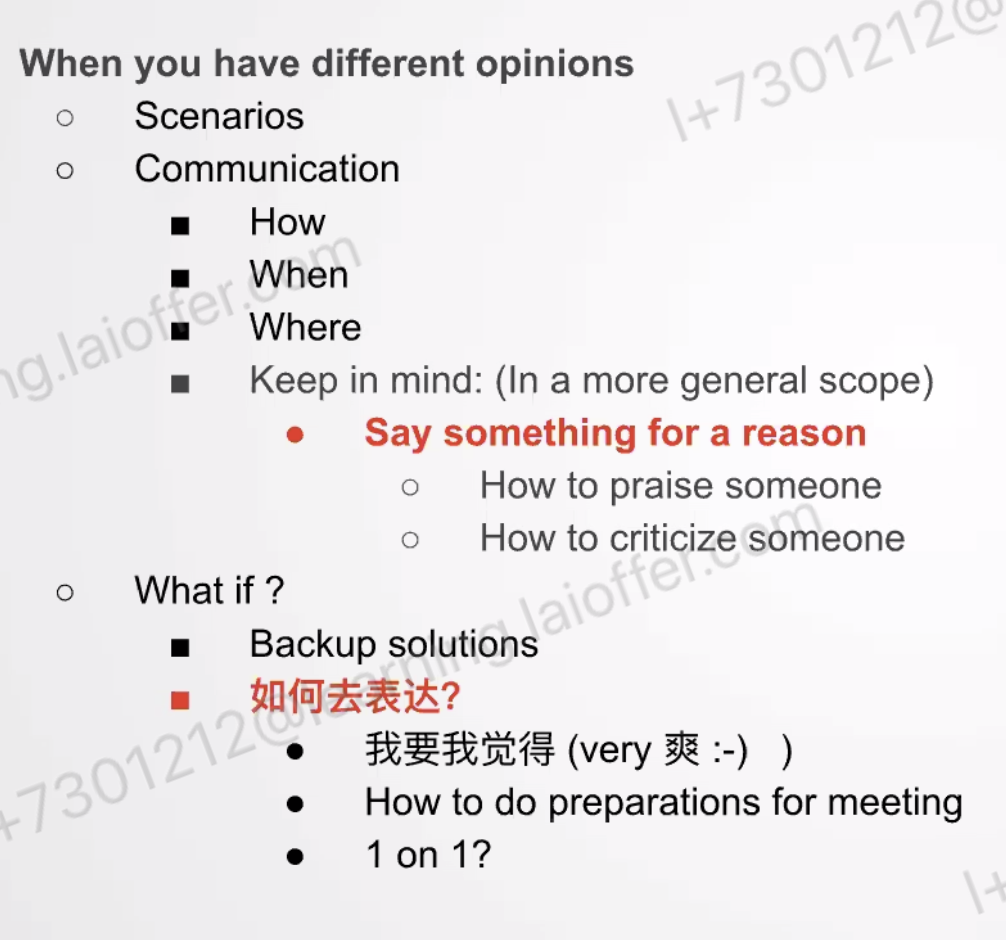 When you have different opinions
○ Scenarios
○ Communication
■ How
■ When
■ Where
■ Keep in mind: (In a more general scope)
● Say something for a reason
○ How to praise someone
○ How to criticize someone
○ What if ?
■ Backup solutions
■ 如何去表达?
● 我要我觉得 (very 爽 :-) )
● How to do preparations for meeting
● 1 on 1?
l+7301212@
ng.laioffer.com
+7301212@learning.laioffer.com
l+